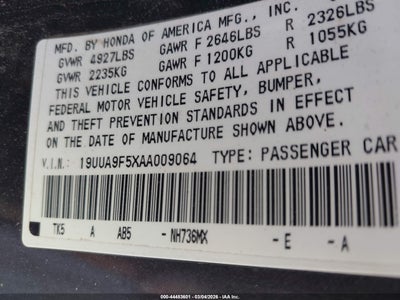 MFD. BY HONDA OF AMERICA MFG., INC.
GVWR 4927LBS GAWR F 2646LBS R 2326LBS
GVWR 2235KG GAWR F 1200KG R 1055KG
THIS VEHICLE CONFORMS TO ALL APPLICABLE
FEDERAL MOTOR VEHICLE SAFETY, BUMPER,
AND THEFT PREVENTION STANDARDS IN EFFECT
ON THE DATE OF MANUFACTURE SHOWN ABOVE.
V.I.N.: 19UUA9F5XAA009064 TYPE: PASSENGER CAR
TK5 A AB5 - NH736MX - E - A
000-44483601 - 03/04/2026 - COPYRIGHT IAA